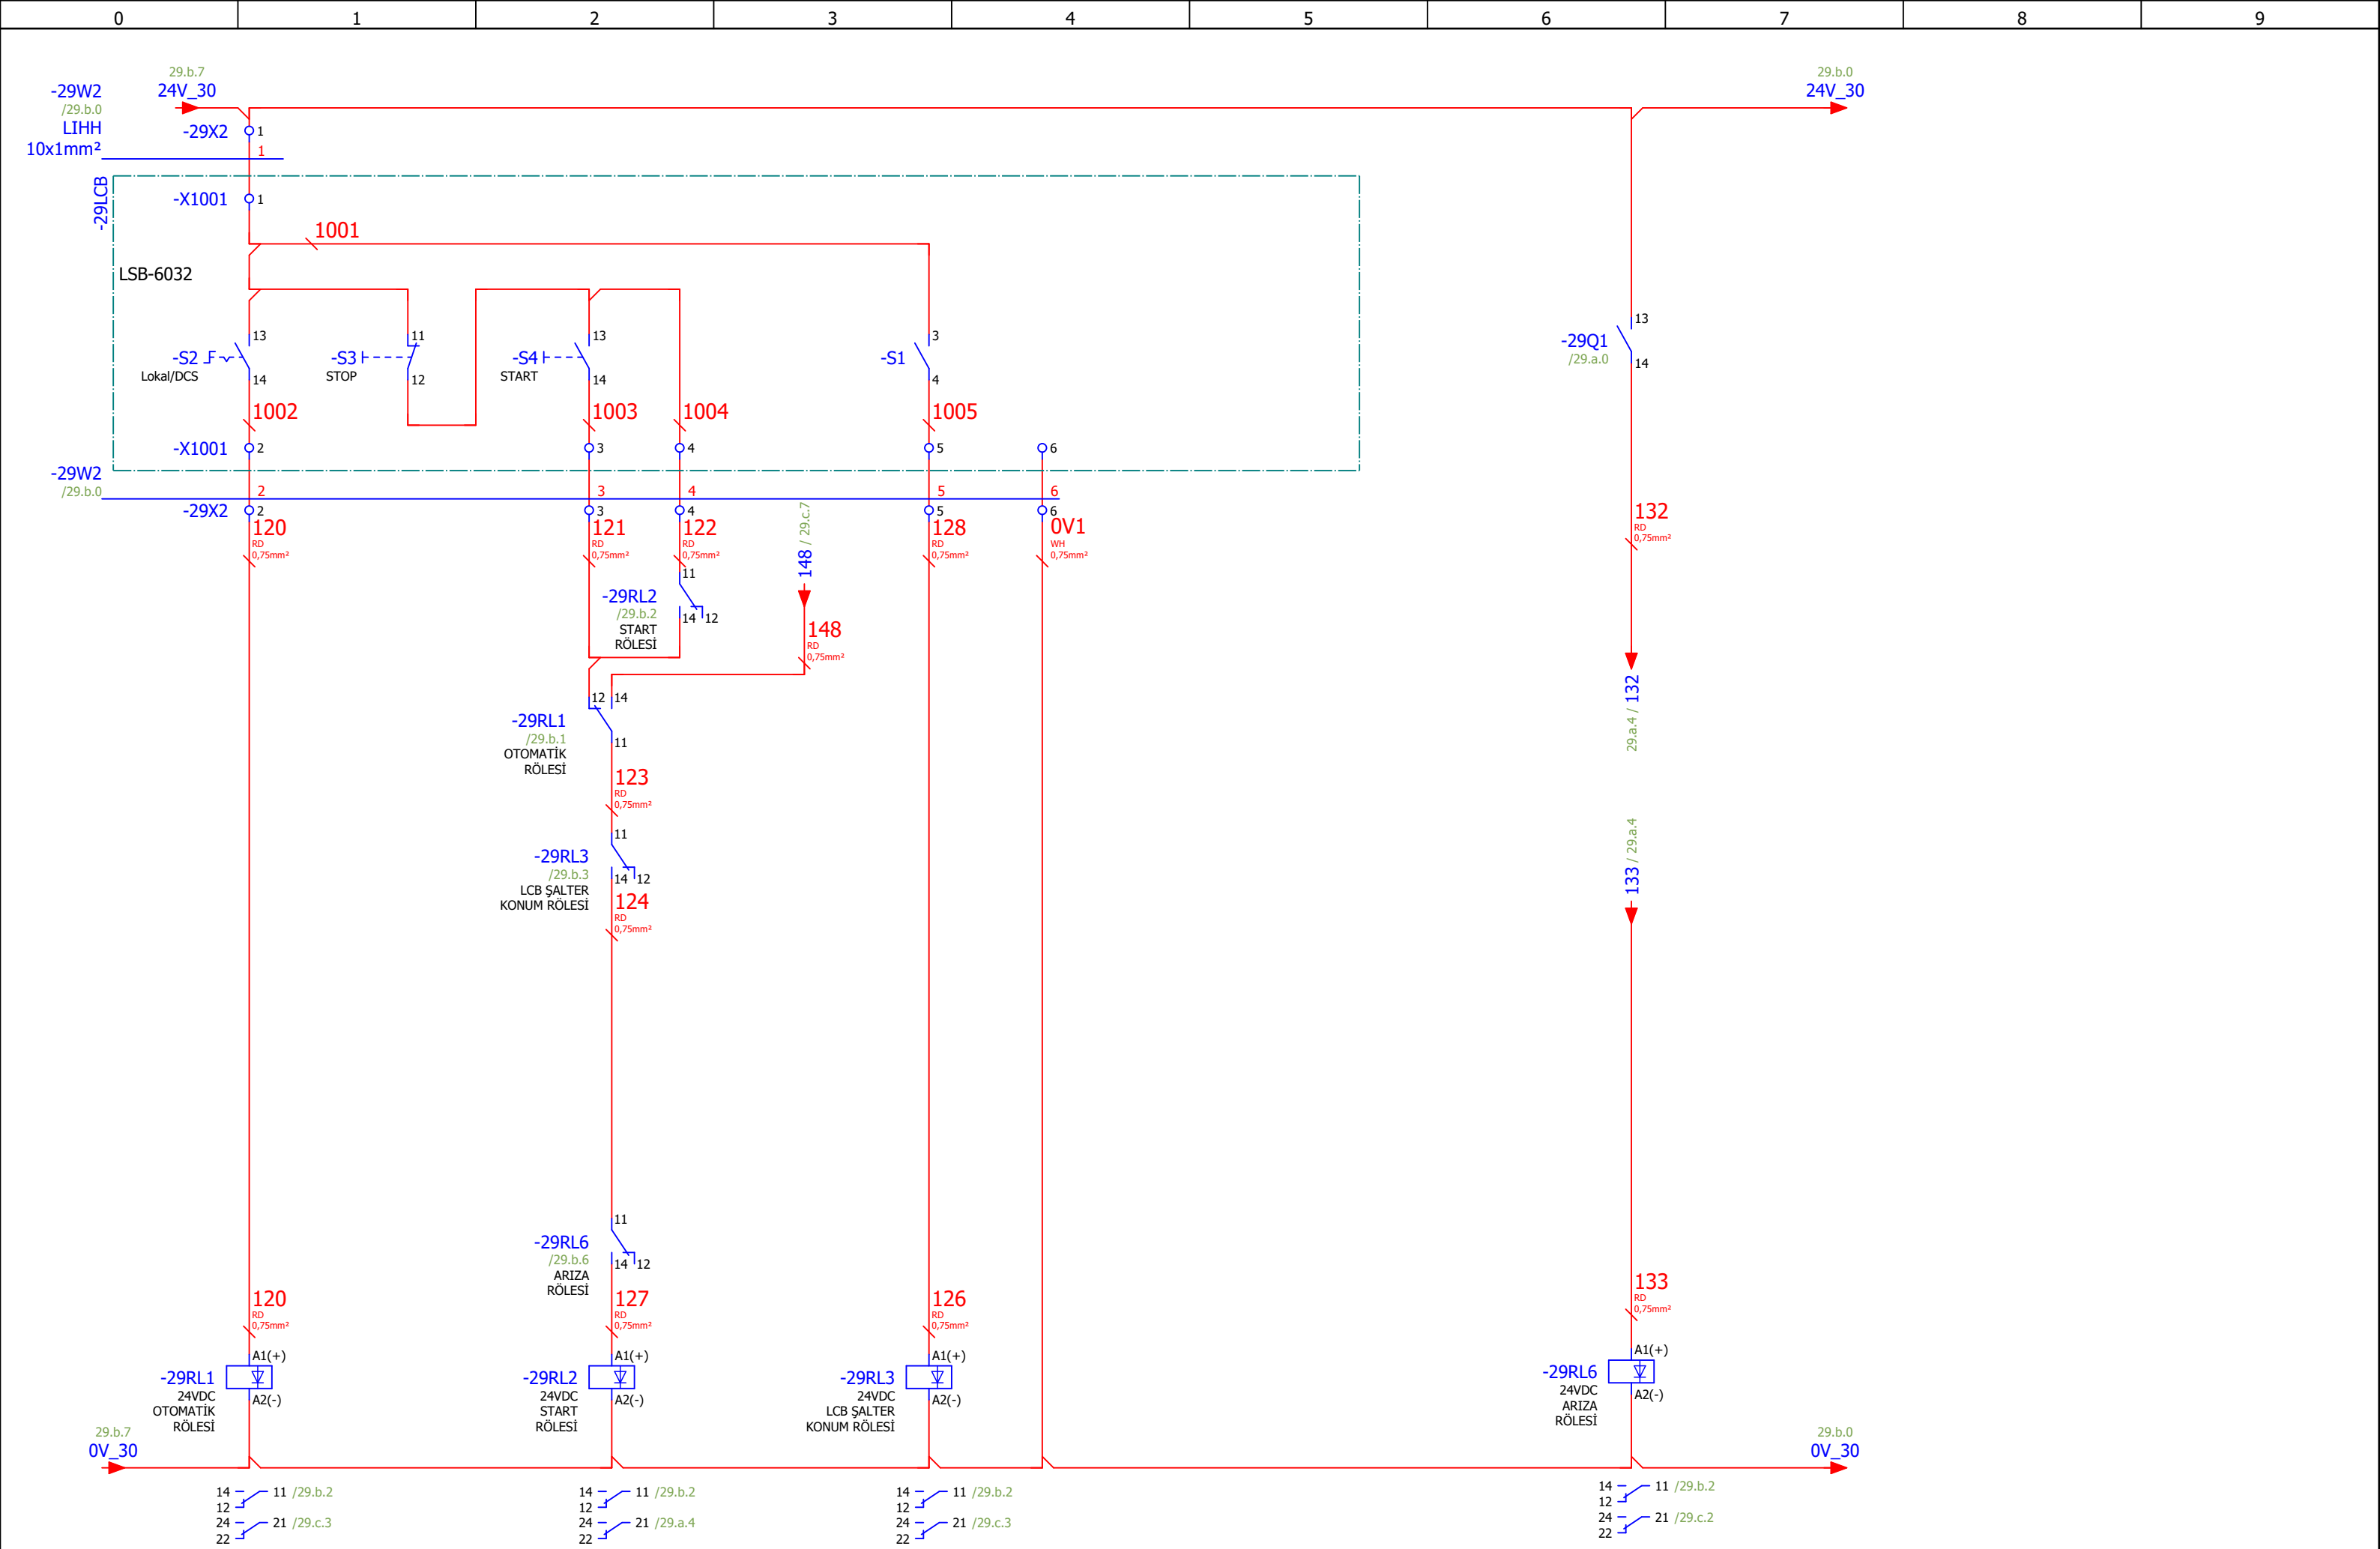 0 1 2 3 4 5 6 7 8 9
29.b.7
24V_30
29.b.0
24V_30
-29W2
/29.b.0
LIHH
10x1mm²
-29X2 1
1
-29LCB
-X1001 1
1001
LSB-6032
-S2
Lokal/DCS
13
14
-S3
STOP
11
12
-S4
START
13
14
-S1
3
4
-29Q1
/29.a.0
13
14
1002
1003
1004
1005
-X1001 2 3 4 5 6
-29W2
/29.b.0
2 3 4 5 6
-29X2 2 3 4 5 6
120
RD
0,75mm²
121
RD
0,75mm²
122
RD
0,75mm²
148 / 29.c.7
128
RD
0,75mm²
0V1
WH
0,75mm²
132
RD
0,75mm²
-29RL2
/29.b.2
START
RÖLESİ
11
14 12
148
RD
0,75mm²
29.a.4 / 132
12 14
-29RL1
/29.b.1
OTOMATİK
RÖLESİ
11
123
RD
0,75mm²
11
-29RL3
/29.b.3
LCB ŞALTER
KONUM RÖLESİ
14 12
124
RD
0,75mm²
133 / 29.a.4
11
-29RL6
/29.b.6
ARIZA
RÖLESİ
14 12
120
RD
0,75mm²
127
RD
0,75mm²
126
RD
0,75mm²
133
RD
0,75mm²
-29RL1
24VDC
OTOMATİK
RÖLESİ
A1(+)
A2(-)
-29RL2
24VDC
START
RÖLESİ
A1(+)
A2(-)
-29RL3
24VDC
LCB ŞALTER
KONUM RÖLESİ
A1(+)
A2(-)
-29RL6
24VDC
ARIZA
RÖLESİ
A1(+)
A2(-)
29.b.7
0V_30
29.b.0
0V_30
14 11 /29.b.2
12
24 21 /29.c.3
22
14 11 /29.b.2
12
24 21 /29.a.4
22
14 11 /29.b.2
12
24 21 /29.c.3
22
14 11 /29.b.2
12
24 21 /29.c.2
22